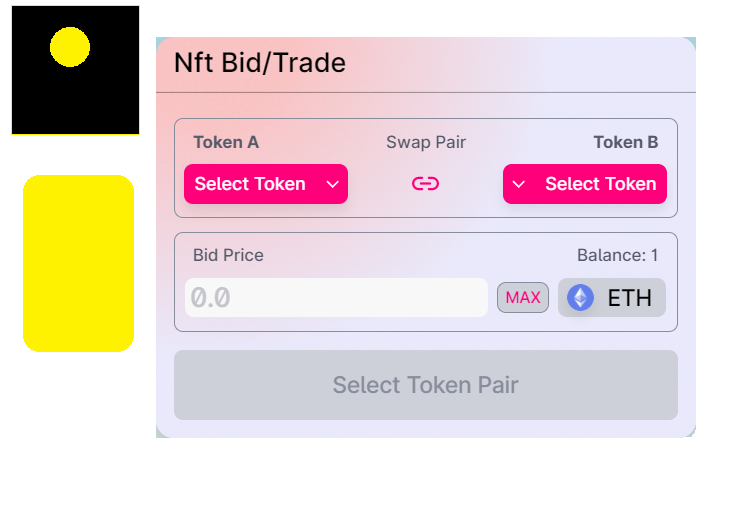 Nft Bid/Trade
Token A Swap Pair Token B
Select Token Select Token
Bid Price Balance: 1
0.0 MAX ETH
Select Token Pair